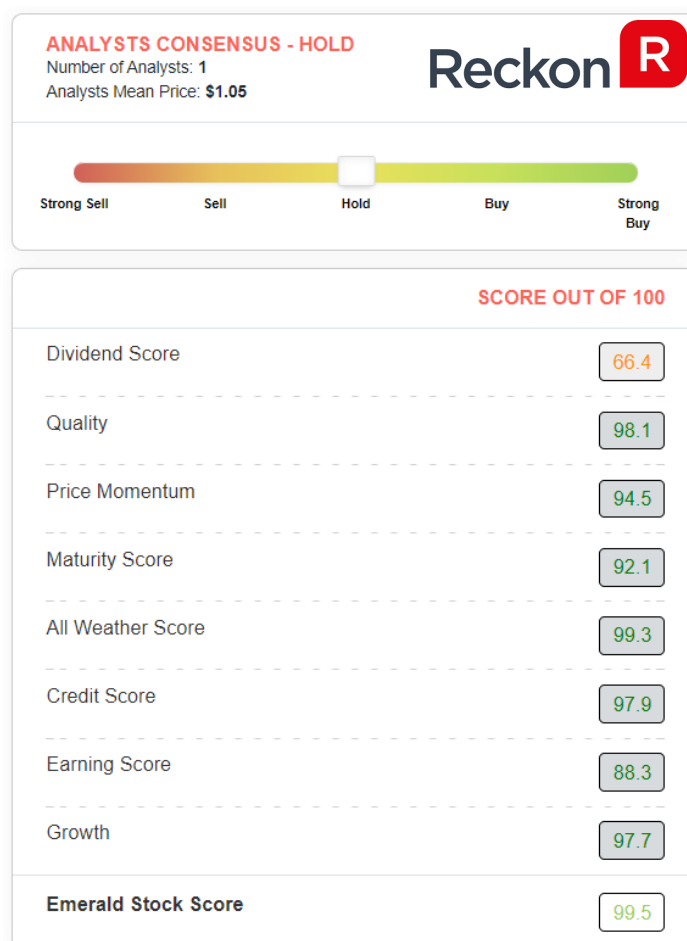 ANALYSTS CONSENSUS - HOLD
Number of Analysts: 1
Analysts Mean Price: $1.05
Reckon R
Strong Sell Sell Hold Buy Strong
Buy
SCORE OUT OF 100
Dividend Score 66.4
Quality 98.1
Price Momentum 94.5
Maturity Score 92.1
All Weather Score 99.3
Credit Score 97.9
Earning Score 88.3
Growth 97.7
Emerald Stock Score 99.5